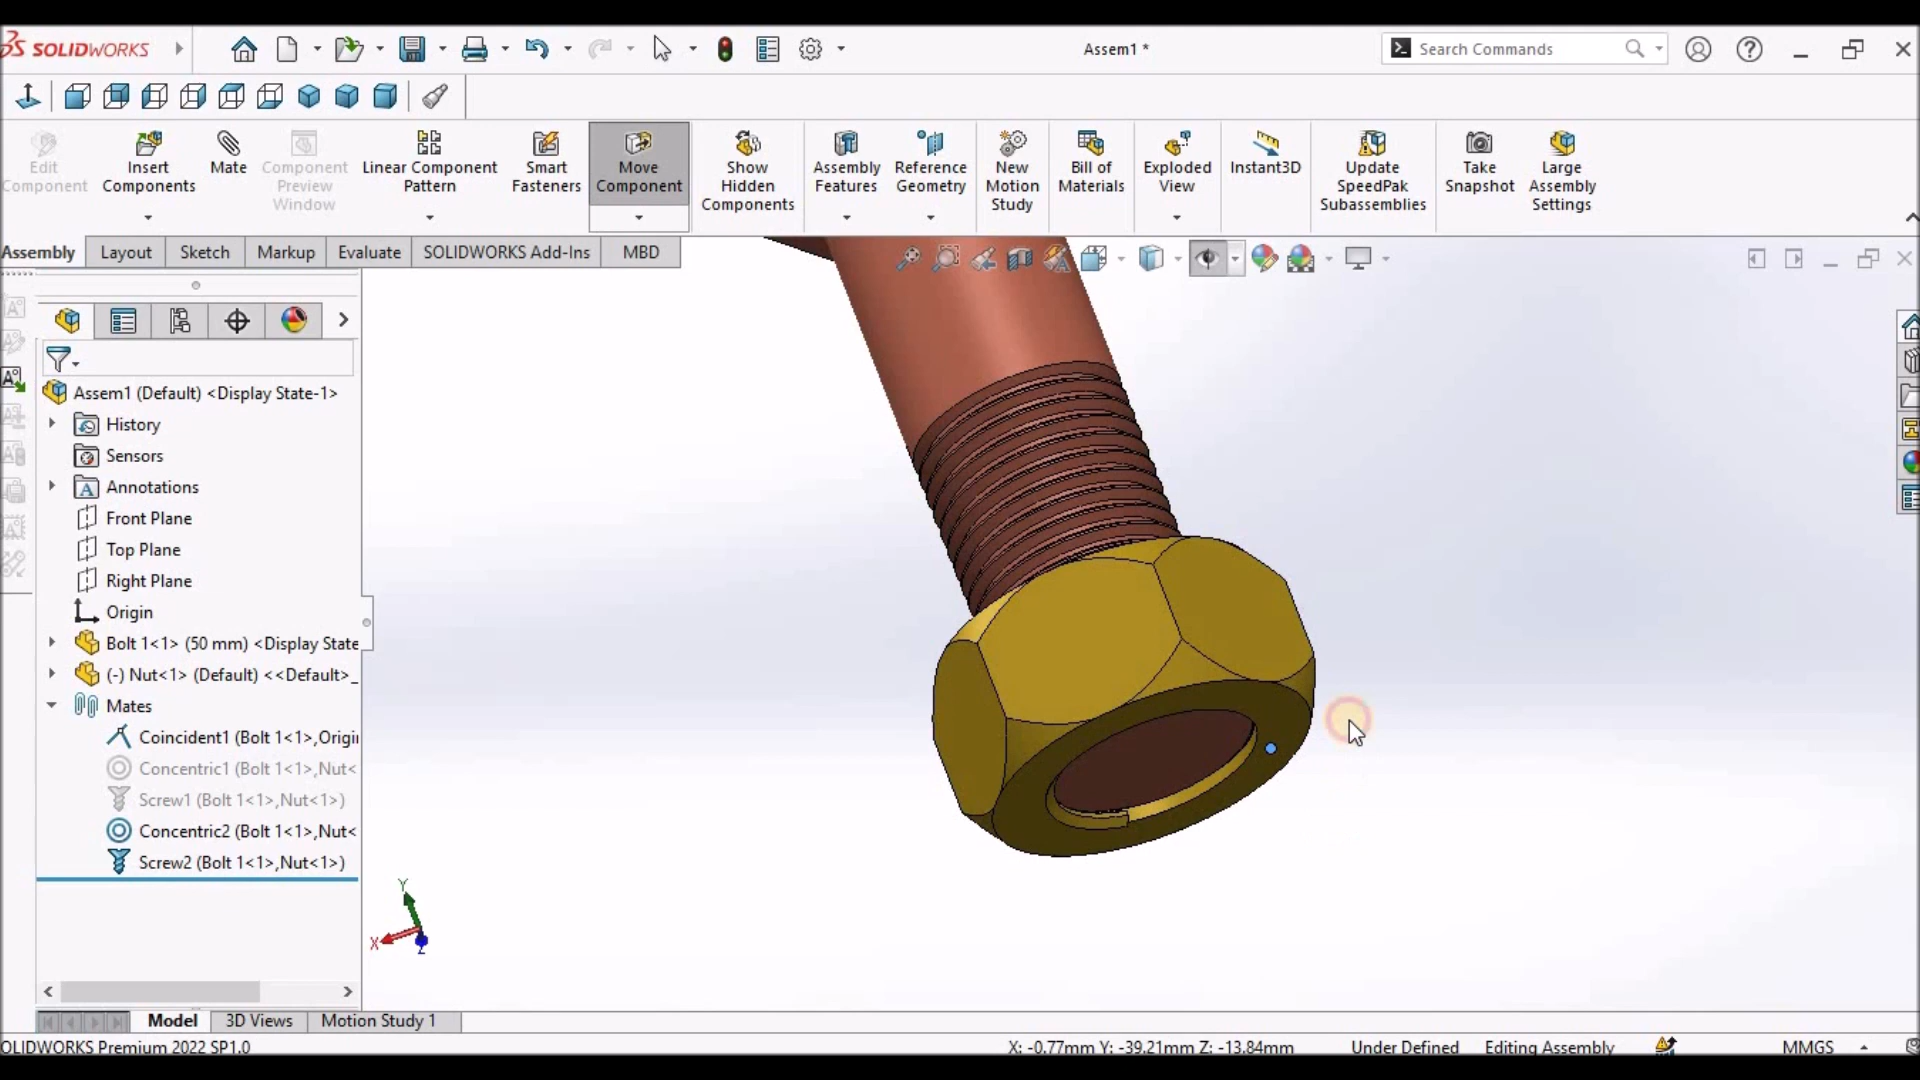 SOLIDWORKS
Assem1 *
Search Commands
Edit Component
Insert Components
Mate
Component Preview Window
Linear Component Pattern
Smart Fasteners
Move Component
Show Hidden Components
Assembly Features
Reference Geometry
New Motion Study
Bill of Materials
Exploded View
Instant3D
Update SpeedPak Subassemblies
Take Snapshot
Large Assembly Settings
Assembly
Layout
Sketch
Markup
Evaluate
SOLIDWORKS Add-Ins
MBD
Assem1 (Default) <Display State-1>
History
Sensors
Annotations
Front Plane
Top Plane
Right Plane
Origin
Bolt 1<1> (50 mm) <Display State
(-) Nut<1> (Default) <<Default>_
Mates
Coincident1 (Bolt 1<1>,Origi
Concentric1 (Bolt 1<1>,Nut<
Screw1 (Bolt 1<1>,Nut<1>)
Concentric2 (Bolt 1<1>,Nut<
Screw2 (Bolt 1<1>,Nut<1>)
Y
X
Z
Model
3D Views
Motion Study 1
OLIDWORKS Premium 2022 SP1.0
X: -0.77mm Y: -39.21mm Z: -13.84mm
Under Defined
Editing Assembly
MMGS